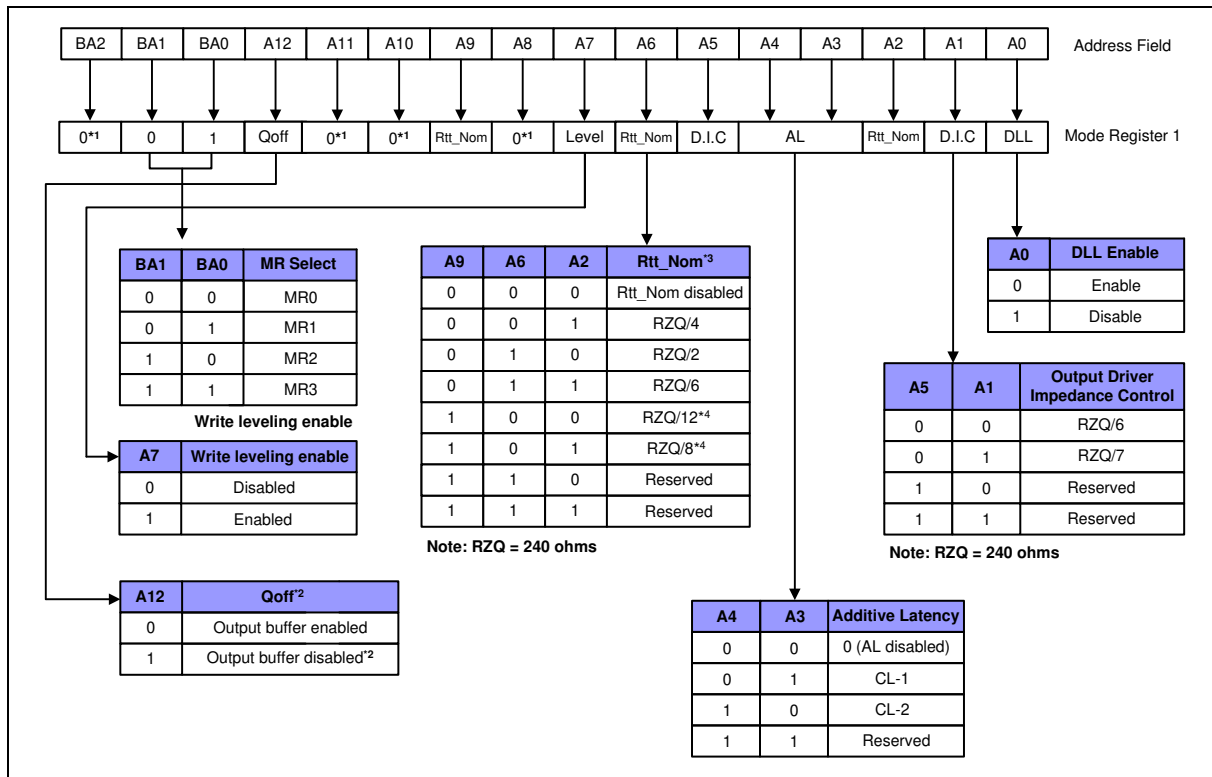 BA2 BA1 BA0 A12 A11 A10 A9 A8 A7 A6 A5 A4 A3 A2 A1 A0 Address Field
0*1 0 1 Qoff 0*1 0*1 Rtt_Nom 0*1 Level Rtt_Nom D.I.C AL Rtt_Nom D.I.C DLL Mode Register 1
BA1 BA0 MR Select
0 0 MR0
0 1 MR1
1 0 MR2
1 1 MR3
Write leveling enable
A7 Write leveling enable
0 Disabled
1 Enabled
A12 Qoff*2
0 Output buffer enabled
1 Output buffer disabled*2
A9 A6 A2 Rtt_Nom*3
0 0 0 Rtt_Nom disabled
0 0 1 RZQ/4
0 1 0 RZQ/2
0 1 1 RZQ/6
1 0 0 RZQ/12*4
1 0 1 RZQ/8*4
1 1 0 Reserved
1 1 1 Reserved
Note: RZQ = 240 ohms
A4 A3 Additive Latency
0 0 0 (AL disabled)
0 1 CL-1
1 0 CL-2
1 1 Reserved
A0 DLL Enable
0 Enable
1 Disable
A5 A1 Output Driver
Impedance Control
0 0 RZQ/6
0 1 RZQ/7
1 0 Reserved
1 1 Reserved
Note: RZQ = 240 ohms